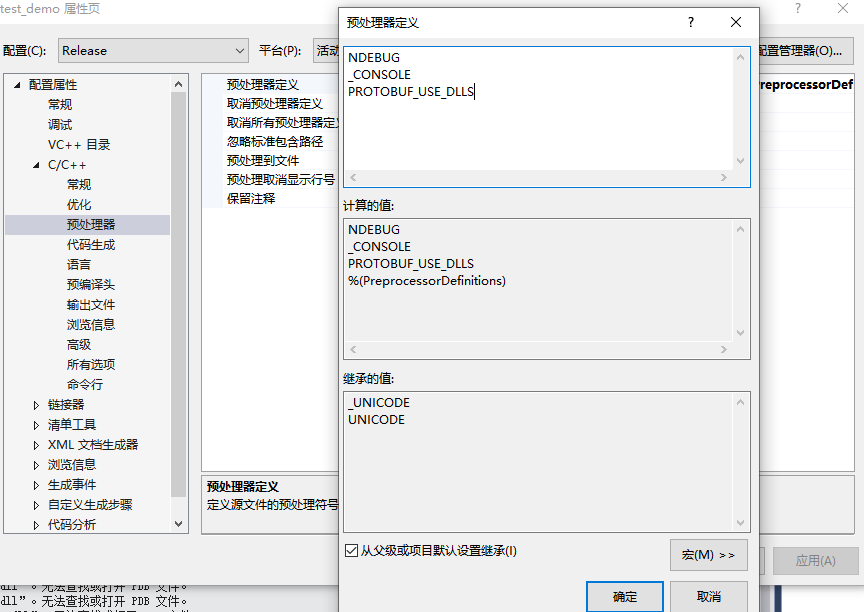 test_demo 属性页
?
配置(C):
Release
平台(P):
活动
配置管理器(O)...
配置属性
常规
调试
VC++ 目录
C/C++
常规
优化
预处理器
代码生成
语言
预编译头
输出文件
浏览信息
高级
所有选项
命令行
链接器
清单工具
XML 文档生成器
浏览信息
生成事件
自定义生成步骤
代码分析
预处理器定义
取消预处理器定义
取消所有预处理器定义
忽略标准包含路径
预处理到文件
预处理取消显示行号
保留注释
reprocessorDef
预处理器定义
定义源文件的预处理符号
应用(A)
预处理器定义
?
NDEBUG
_CONSOLE
PROTOBUF_USE_DLLS
计算的值:
NDEBUG
_CONSOLE
PROTOBUF_USE_DLLS
%(PreprocessorDefinitions)
继承的值:
_UNICODE
UNICODE
从父级或项目默认设置继承(I)
宏(M) >>
确定
取消
dll”。无法查找或打开 PDB 文件。
dll”。无法查找或打开 PDB 文件。